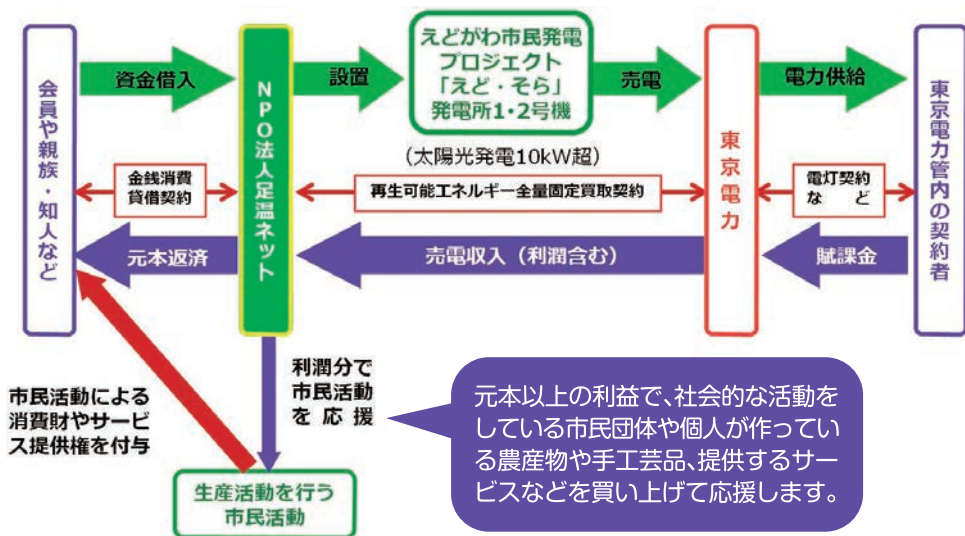 会員や親族・知人など
資金借入
NPO法人足温ネット
設置
えどがわ市民発電
プロジェクト
「えど・そら」
発電所1・2号機
売電
東京電力
電力供給
東京電力管内の契約者
(太陽光発電10kW超)
金銭消費
貸借契約
再生可能エネルギー全量固定買取契約
電灯契約
など
元本返済
売電収入(利潤含む)
賦課金
市民活動による
消費財やサービ
ス提供権を付与
利潤分で
市民活動
を応援
生産活動を行う
市民活動
元本以上の利益で、社会的な活動を
している市民団体や個人が作ってい
る農産物や手工芸品、提供するサー
ビスなどを買い上げて応援します。